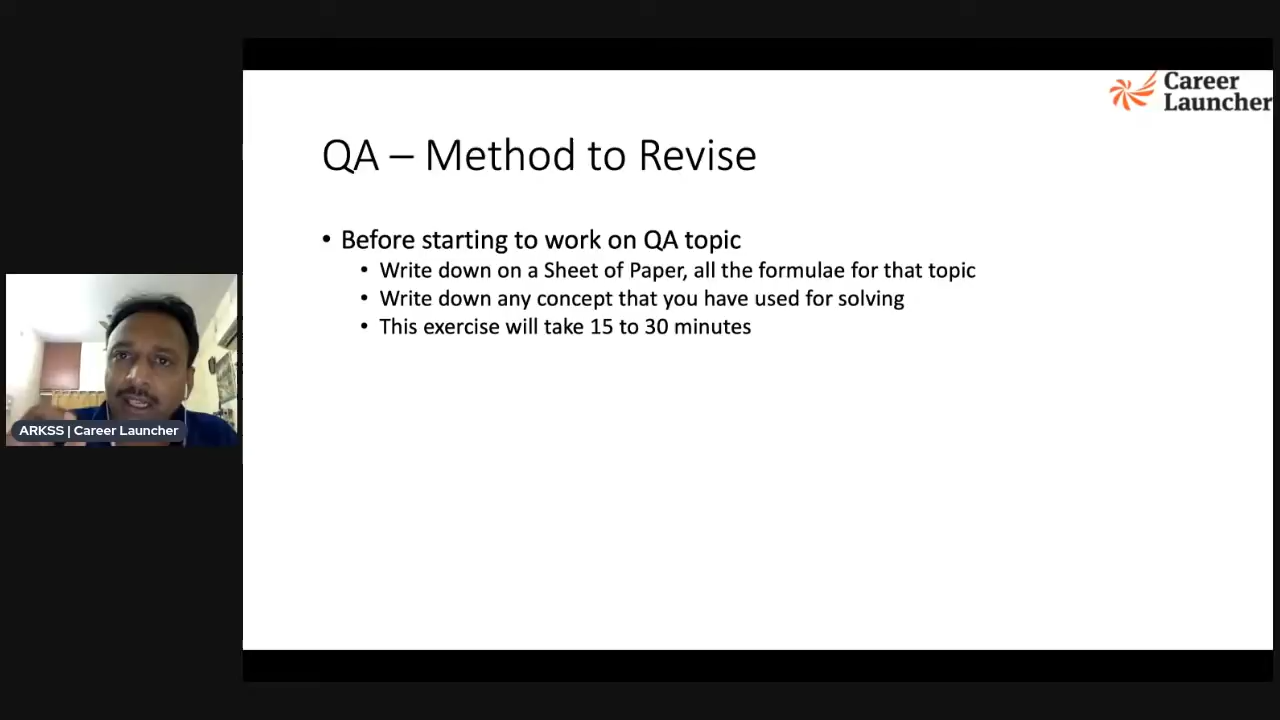 Career
Launcher
QA – Method to Revise
• Before starting to work on QA topic
• Write down on a Sheet of Paper, all the formulae for that topic
• Write down any concept that you have used for solving
• This exercise will take 15 to 30 minutes
ARKSS | Career Launcher